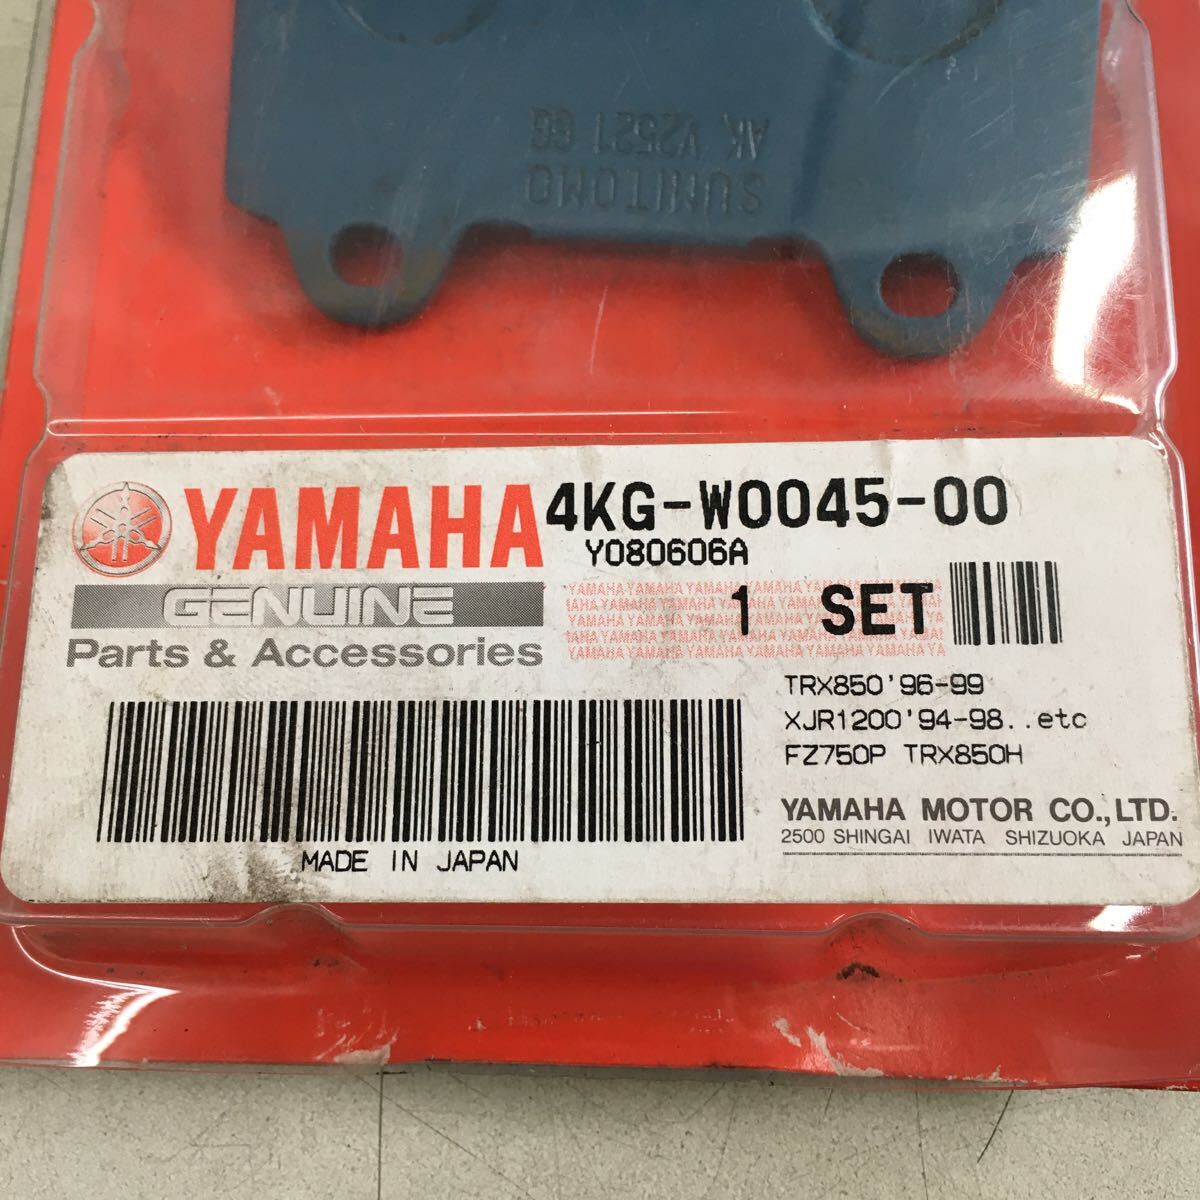 SUMITOMO
AK V2521 GG
YAMAHA 4KG-W0045-00
Y080606A
GENUINE
Parts & Accessories
1 SET
TRX850'96-99
XJR1200'94-98..etc
FZ750P TRX850H
YAMAHA MOTOR CO.,LTD.
2500 SHINGAI IWATA SHIZUOKA JAPAN
MADE IN JAPAN